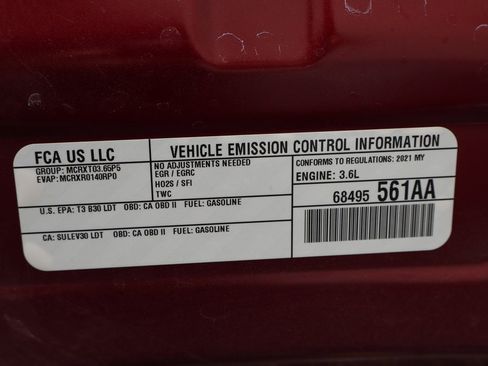 FCA US LLC
GROUP: MCRXT03.65P5
EVAP: MCRXR0140RP0
VEHICLE EMISSION CONTROL INFORMATION
NO ADJUSTMENTS NEEDED
EGR / EGRC
HO2S / SFI
TWC
CONFORMS TO REGULATIONS: 2021 MY
ENGINE: 3.6L
68495 561AA
U.S. EPA: T3 B30 LDT OBD: CA OBD II FUEL: GASOLINE
CA: SULEV30 LDT OBD: CA OBD II FUEL: GASOLINE